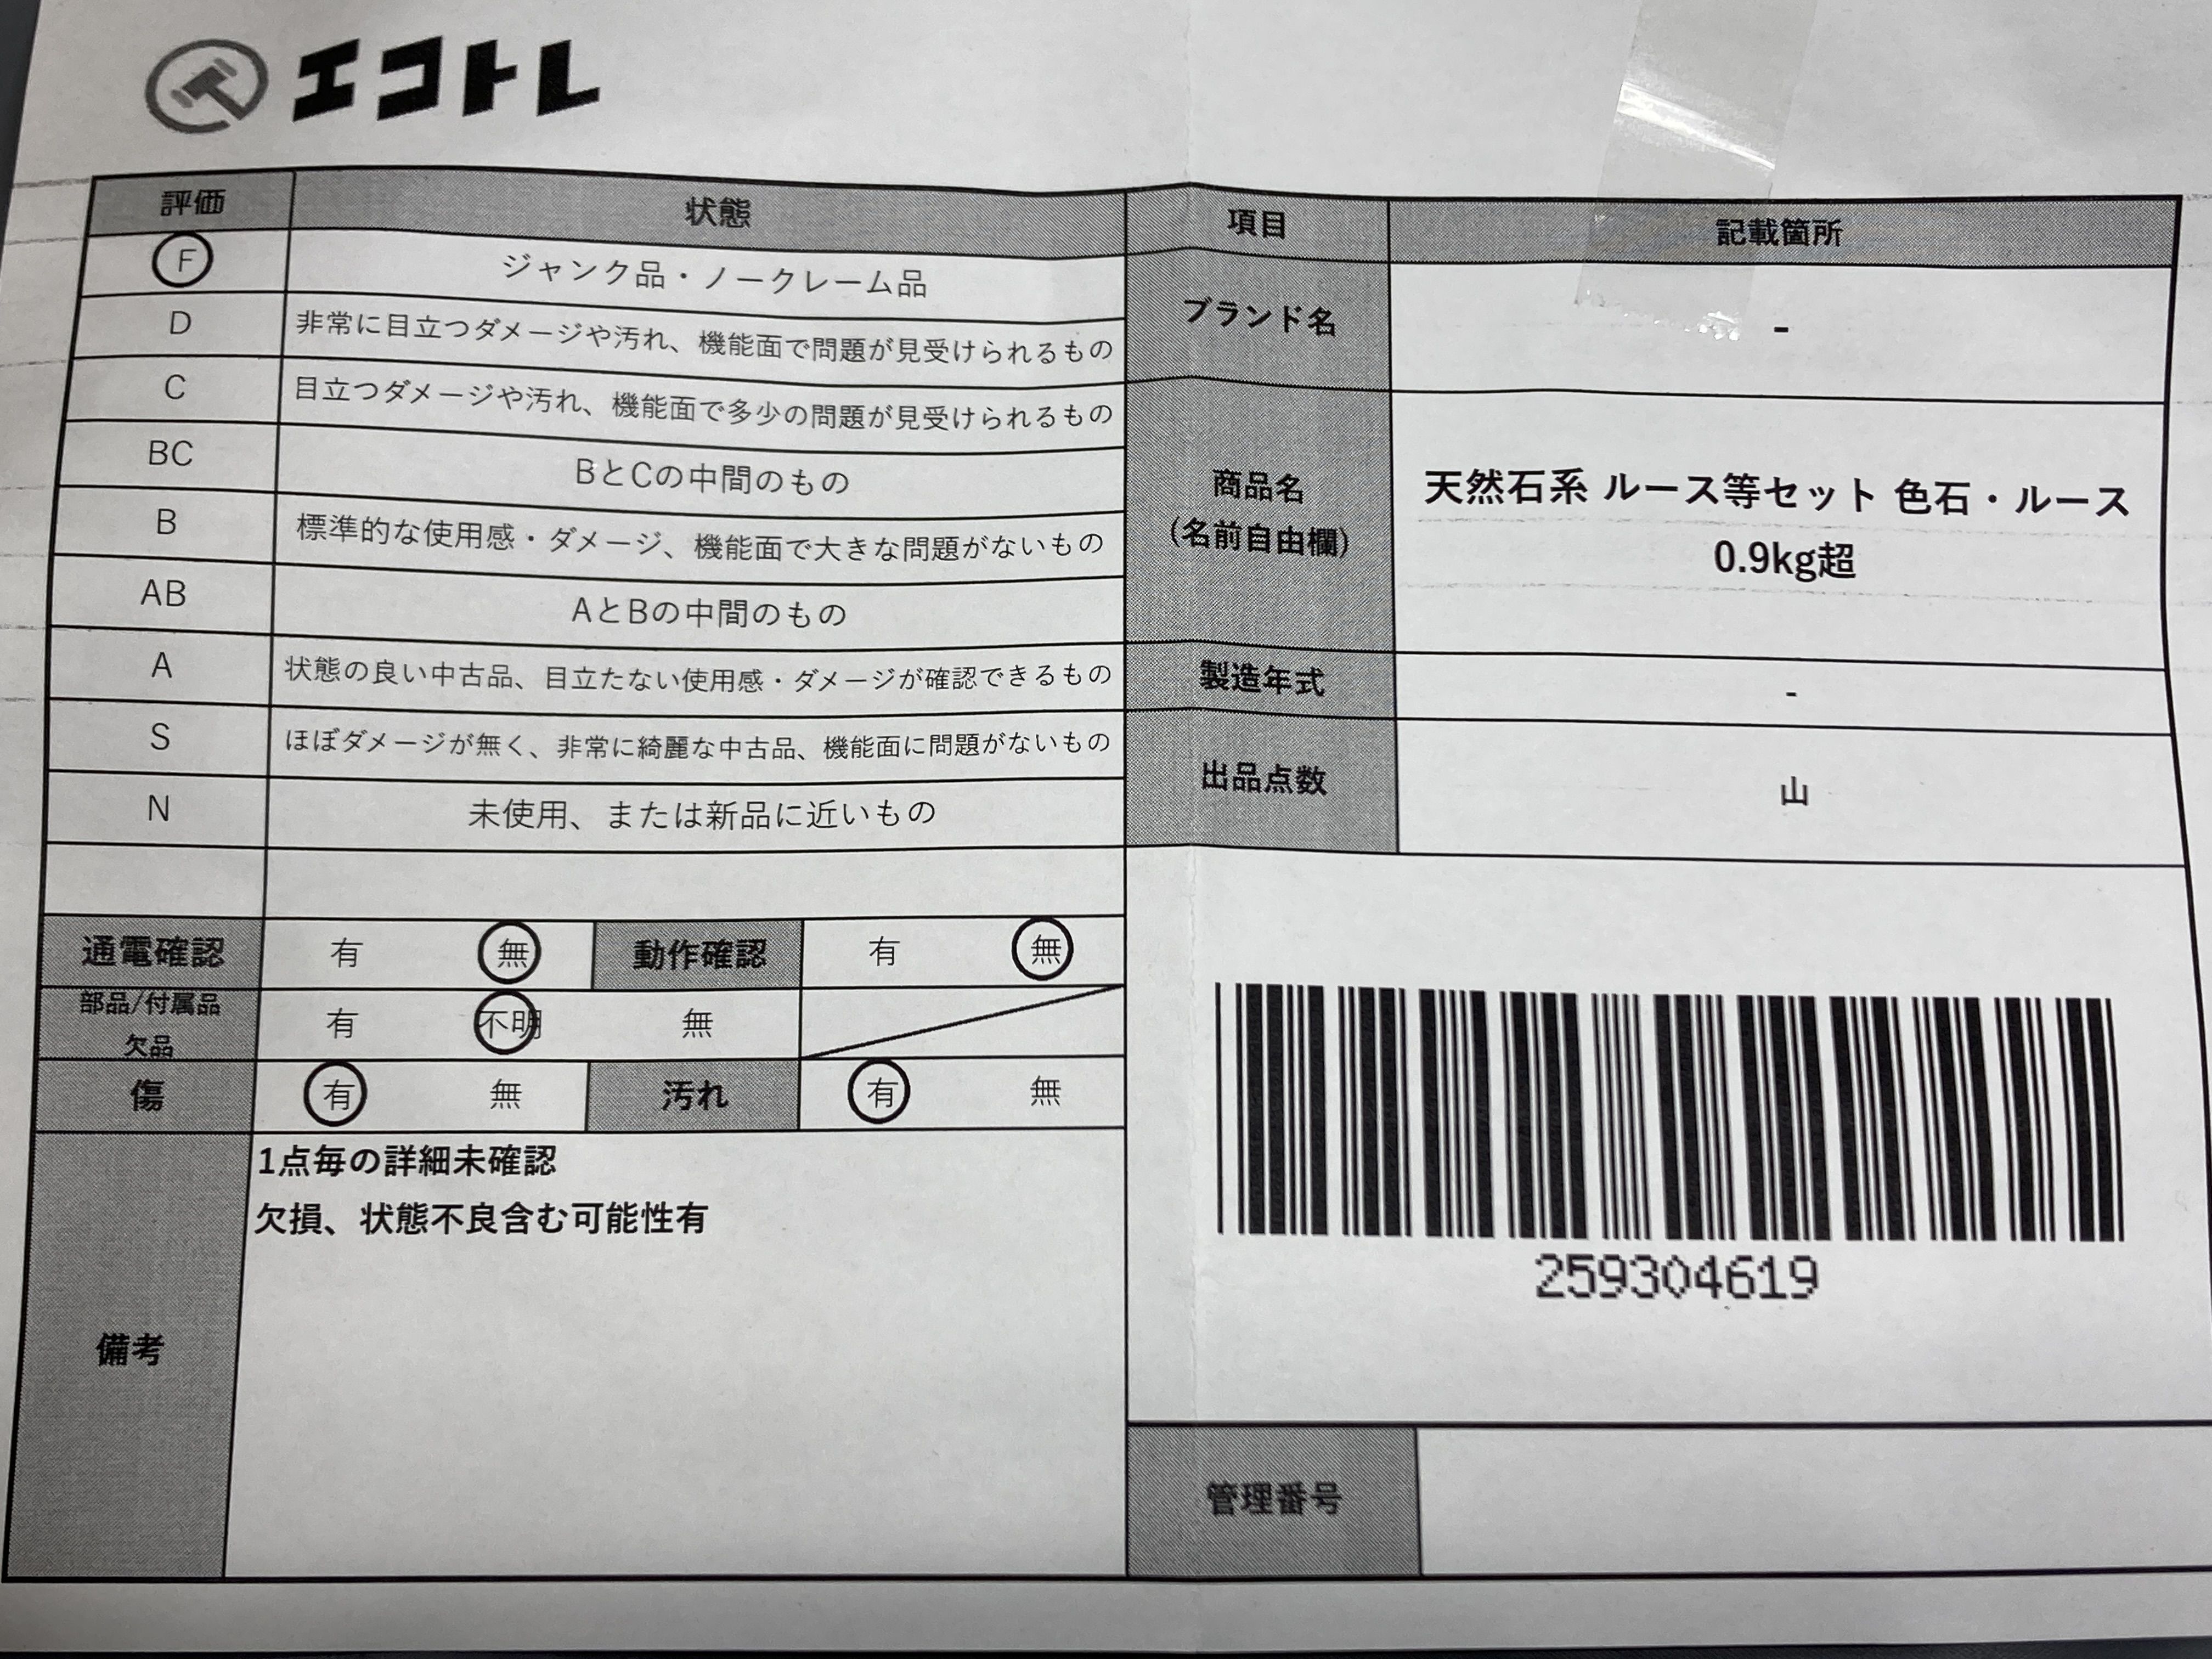 エコトレ
評価 状態
F ジャンク品・ノークレーム品
D 非常に目立つダメージや汚れ、機能面で問題が見受けられるもの
C 目立つダメージや汚れ、機能面で多少の問題が見受けられるもの
BC BとCの中間のもの
B 標準的な使用感・ダメージ、機能面で大きな問題がないもの
AB AとBの中間のもの
A 状態の良い中古品、目立たない使用感・ダメージが確認できるもの
S ほぼダメージが無く、非常に綺麗な中古品、機能面に問題がないもの
N 未使用、または新品に近いもの
通電確認 有 無 動作確認 有 無
部品/付属品
欠品
有 不明 無
傷 有 無 汚れ 有 無
備考
1点毎の詳細未確認
欠損、状態不良含む可能性有
項目 記載箇所
ブランド名 -
商品名
(名前自由欄)
天然石系 ルース等セット 色石・ルース
0.9kg超
製造年式 -
出品点数 山
259304619
管理番号